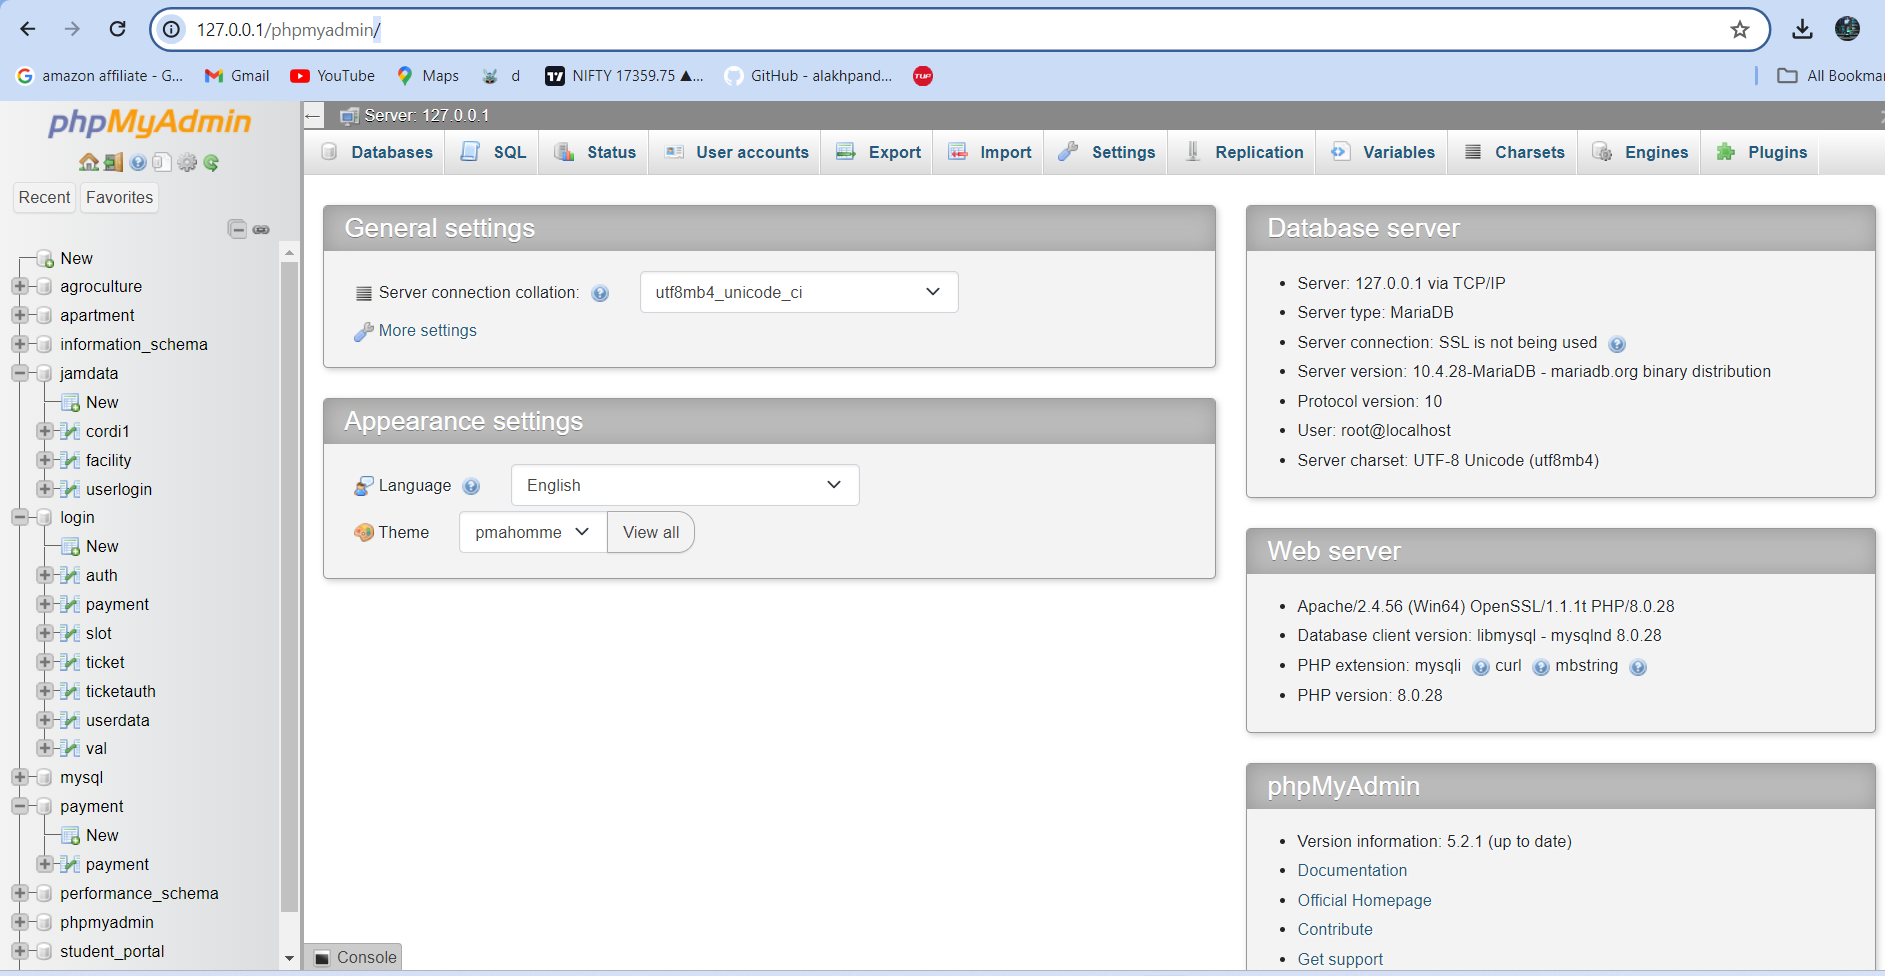 127.0.0.1/phpmyadmin/
amazon affiliate - G...
Gmail
YouTube
Maps
d
NIFTY 17359.75 ▲...
GitHub - alakhpand...
TUF
All Bookmar
phpMyAdmin
Recent
Favorites
New
agroculture
apartment
information_schema
jamdata
New
cordi1
facility
userlogin
login
New
auth
payment
slot
ticket
ticketauth
userdata
val
mysql
payment
New
payment
performance_schema
phpmyadmin
student_portal
Server: 127.0.0.1
Databases
SQL
Status
User accounts
Export
Import
Settings
Replication
Variables
Charsets
Engines
Plugins
General settings
Server connection collation:
utf8mb4_unicode_ci
More settings
Appearance settings
Language
English
Theme
pmahomme
View all
Console
Database server
Server: 127.0.0.1 via TCP/IP
Server type: MariaDB
Server connection: SSL is not being used
Server version: 10.4.28-MariaDB - mariadb.org binary distribution
Protocol version: 10
User: root@localhost
Server charset: UTF-8 Unicode (utf8mb4)
Web server
Apache/2.4.56 (Win64) OpenSSL/1.1.1t PHP/8.0.28
Database client version: libmysql - mysqlnd 8.0.28
PHP extension: mysqli curl mbstring
PHP version: 8.0.28
phpMyAdmin
Version information: 5.2.1 (up to date)
Documentation
Official Homepage
Contribute
Get support